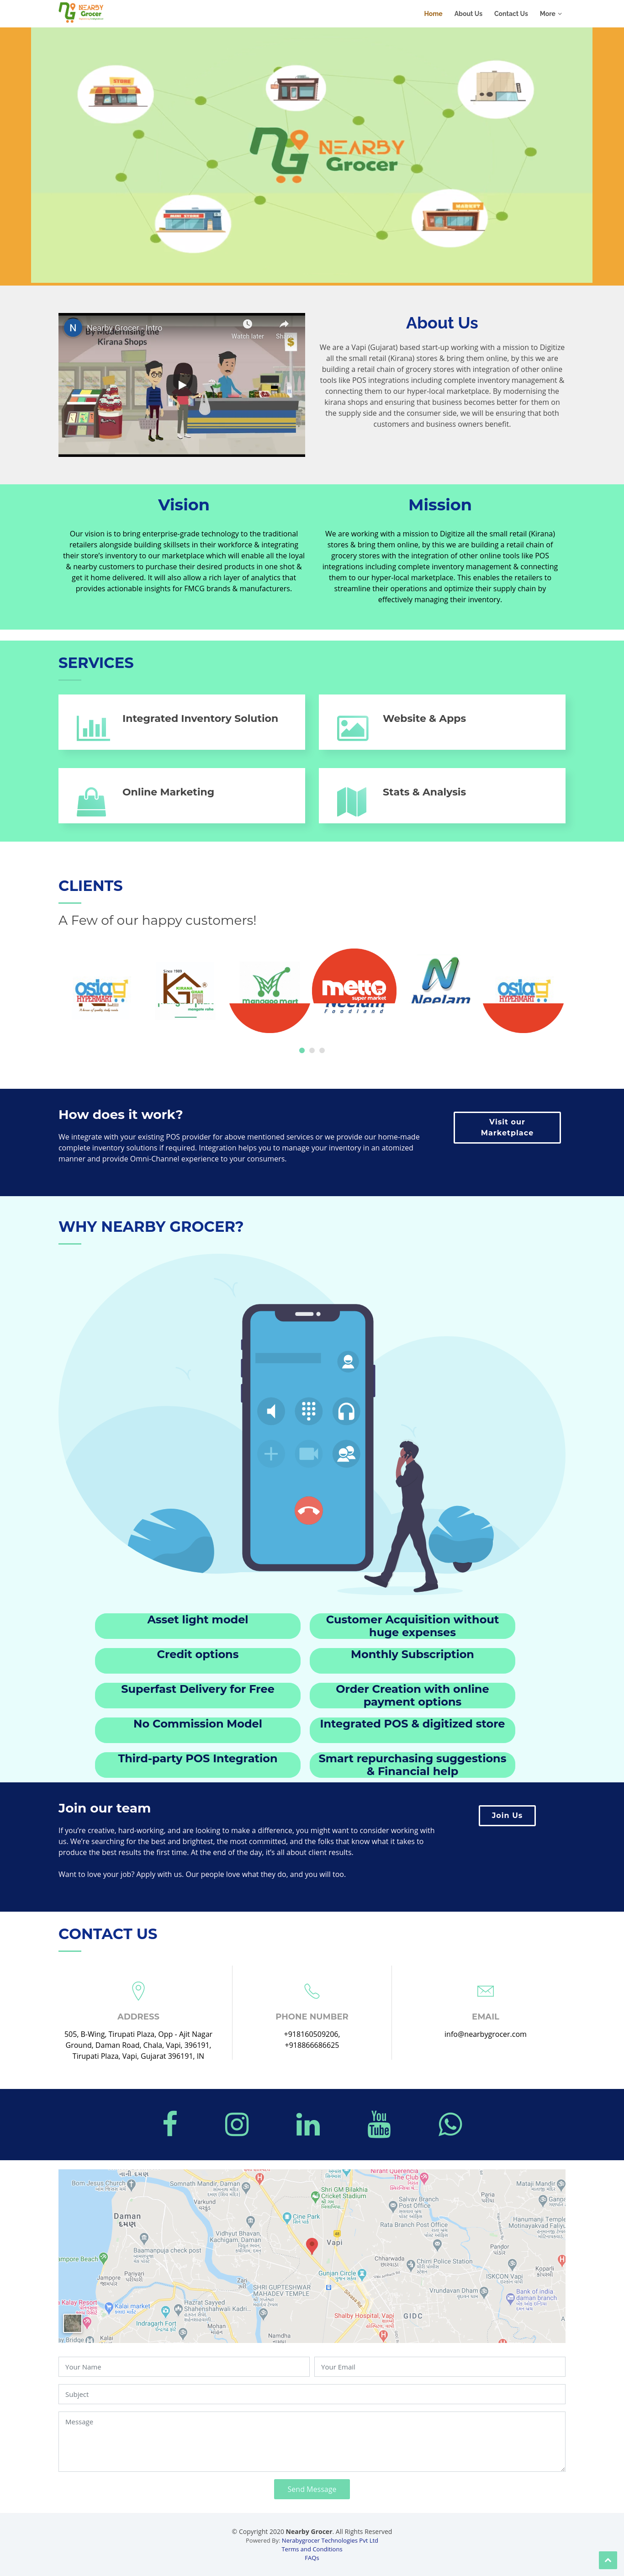 NEARBY
Grocer
Home
About Us
Contact Us
More
STORE
NEARBY
Grocer
MINI STORE
MARKET
N
Nearby Grocer - Intro
By Modernising the
Kirana Shops
Watch later
Share
$
About Us
We are a Vapi (Gujarat) based start-up working with a mission to Digitize
all the small retail (Kirana) stores & bring them online, by this we are
building a retail chain of grocery stores with integration of other online
tools like POS integrations including complete inventory management &
connecting them to our hyper-local marketplace. By modernising the
kirana shops and ensuring that business becomes better for them on
the supply side and the consumer side, we will be ensuring that both
customers and business owners benefit.
Vision
Our vision is to bring enterprise-grade technology to the traditional
retailers alongside building skillsets in their workforce & integrating
their store's inventory to our marketplace which will enable all the loyal
& nearby customers to purchase their desired products in one shot &
get it home delivered. It will also allow a rich layer of analytics that
provides actionable insights for FMCG brands & manufacturers.
Mission
We are working with a mission to Digitize all the small retail (Kirana)
stores & bring them online, by this we are building a retail chain of
grocery stores with the integration of other online tools like POS
integrations including complete inventory management & connecting
them to our hyper-local marketplace. This enables the retailers to
streamline their operations and optimize their supply chain by
effectively managing their inventory.
SERVICES
Integrated Inventory Solution
Website & Apps
Online Marketing
Stats & Analysis
CLIENTS
A Few of our happy customers!
osia
HYPERMART
Since 1989
KIRANA
GHAR
metto
super market
Foodland
Neelam
osia
HYPERMART
How does it work?
We integrate with your existing POS provider for above mentioned services or we provide our home-made
complete inventory solutions if required. Integration helps you to manage your inventory in an atomized
manner and provide Omni-Channel experience to your consumers.
Visit our
Marketplace
WHY NEARBY GROCER?
Asset light model
Customer Acquisition without
huge expenses
Credit options
Monthly Subscription
Superfast Delivery for Free
Order Creation with online
payment options
No Commission Model
Integrated POS & digitized store
Third-party POS Integration
Smart repurchasing suggestions
& Financial help
Join our team
If you're creative, hard-working, and are looking to make a difference, you might want to consider working with
us. We're searching for the best and brightest, the most committed, and the folks that know what it takes to
produce the best results the first time. At the end of the day, it's all about client results.
Want to love your job? Apply with us. Our people love what they do, and you will too.
Join Us
CONTACT US
ADDRESS
505, B-Wing, Tirupati Plaza, Opp - Ajit Nagar
Ground, Daman Road, Chala, Vapi, 396191,
Tirupati Plaza, Vapi, Gujarat 396191, IN
PHONE NUMBER
+918160509206,
+918866686625
EMAIL
info@nearbygrocer.com
You
Tube
Bom Jesus Church
Somnath Mandir, Daman
Varkund
Daman
દમણ
Vidhyut Bhavan,
Kachigam, Daman
Baamanpuja check post
Jampore Beach
Jampore
Pariyari
Kalay Resort
Kalai market
Indragarh Fort
Hazrat Sayyed
Shahenshahwali Kadri...
Dhodiawad
Moisan
Kalai
Cine Park
Shri GM Bilakhia
Cricket Stadium
Nirant Querencia
The Club
Salvav Branch
Post Office
Rata Branch Post Office
Vapi
Gunjan Circle
Charwada
Chiri Police Station
SHRI GUPTESHWAR
MAHADEV TEMPLE
Shalby Hospital, Vapi
GIDC
Namdha
Vrundavan Dham
Mataji Mandir
Hanumanji Temple
Motinayakwad Faliyu
Pandor
ISKCON Vapi
Koparli
Bank of india
daman branch
Your Name
Your Email
Subject
Message
Send Message
© Copyright 2020 Nearby Grocer. All Rights Reserved
Powered By: Nerabygrocer Technologies Pvt Ltd
Terms and Conditions
FAQs